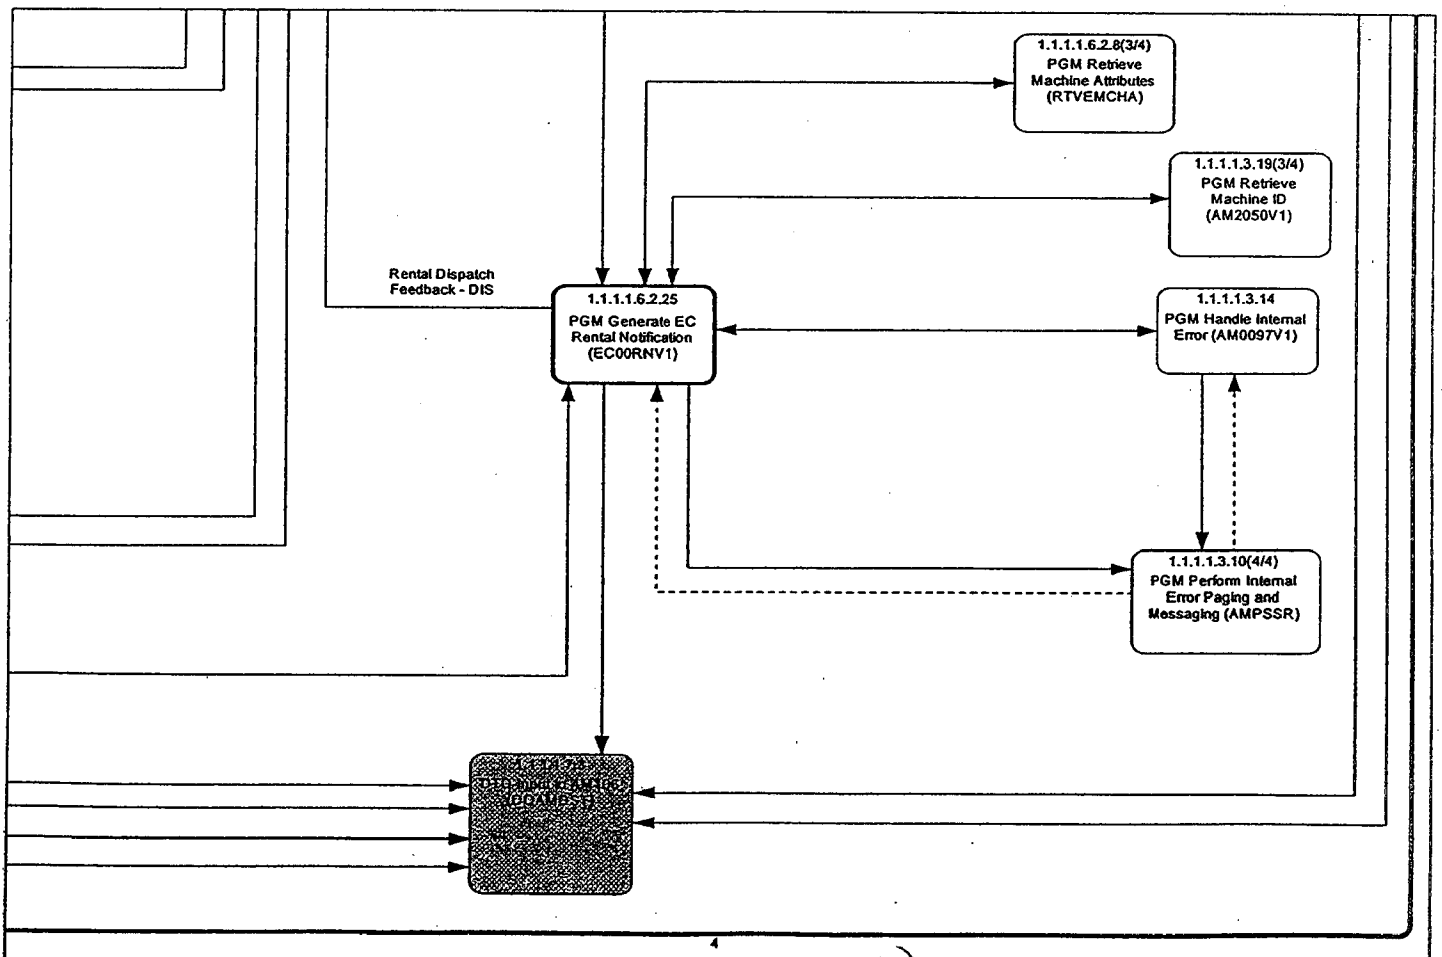 1.1.1.1.6.2.8(3/4)
PGM Retrieve
Machine Attributes
(RTVEMCHA)
1.1.1.1.3.19(3/4)
PGM Retrieve
Machine ID
(AM2050V1)
Rental Dispatch
Feedback - DIS
1.1.1.1.6.2.25
PGM Generate EC
Rental Notification
(EC00RNV1)
1.1.1.1.3.14
PGM Handle Internal
Error (AM0097V1)
1.1.1.1.3.10(4/4)
PGM Perform Internal
Error Paging and
Messaging (AMPSSR)
4